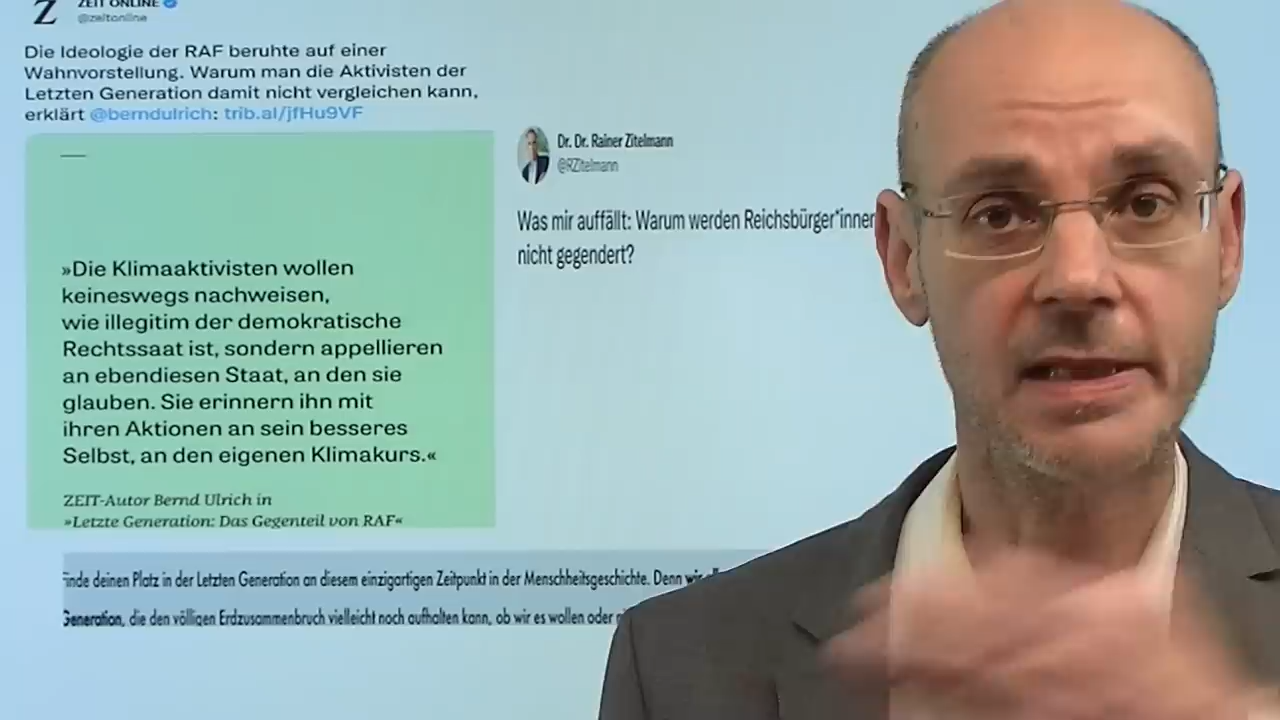 Z
ZEIT ONLINE
@zeitonline
Die Ideologie der RAF beruhte auf einer
Wahnvorstellung. Warum man die Aktivisten der
Letzten Generation damit nicht vergleichen kann,
erklärt @berndulrich: trib.al/jfHu9VF
»Die Klimaaktivisten wollen
keineswegs nachweisen,
wie illegitim der demokratische
Rechtssaat ist, sondern appellieren
an ebendiesen Staat, an den sie
glauben. Sie erinnern ihn mit
ihren Aktionen an sein besseres
Selbst, an den eigenen Klimakurs.«
ZEIT-Autor Bernd Ulrich in
»Letzte Generation: Das Gegenteil von RAF«
Dr. Dr. Rainer Zitelmann
@RZitelmann
Was mir auffällt: Warum werden Reichsbürger*innen
nicht gegendert?
Finde deinen Platz in der Letzten Generation an diesem einzigartigen Zeitpunkt in der Menschheitsgeschichte. Denn wir
Generation, die den völligen Erdzusammenbruch vielleicht noch aufhalten kann, ob wir es wollen oder